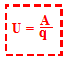 U = A/q